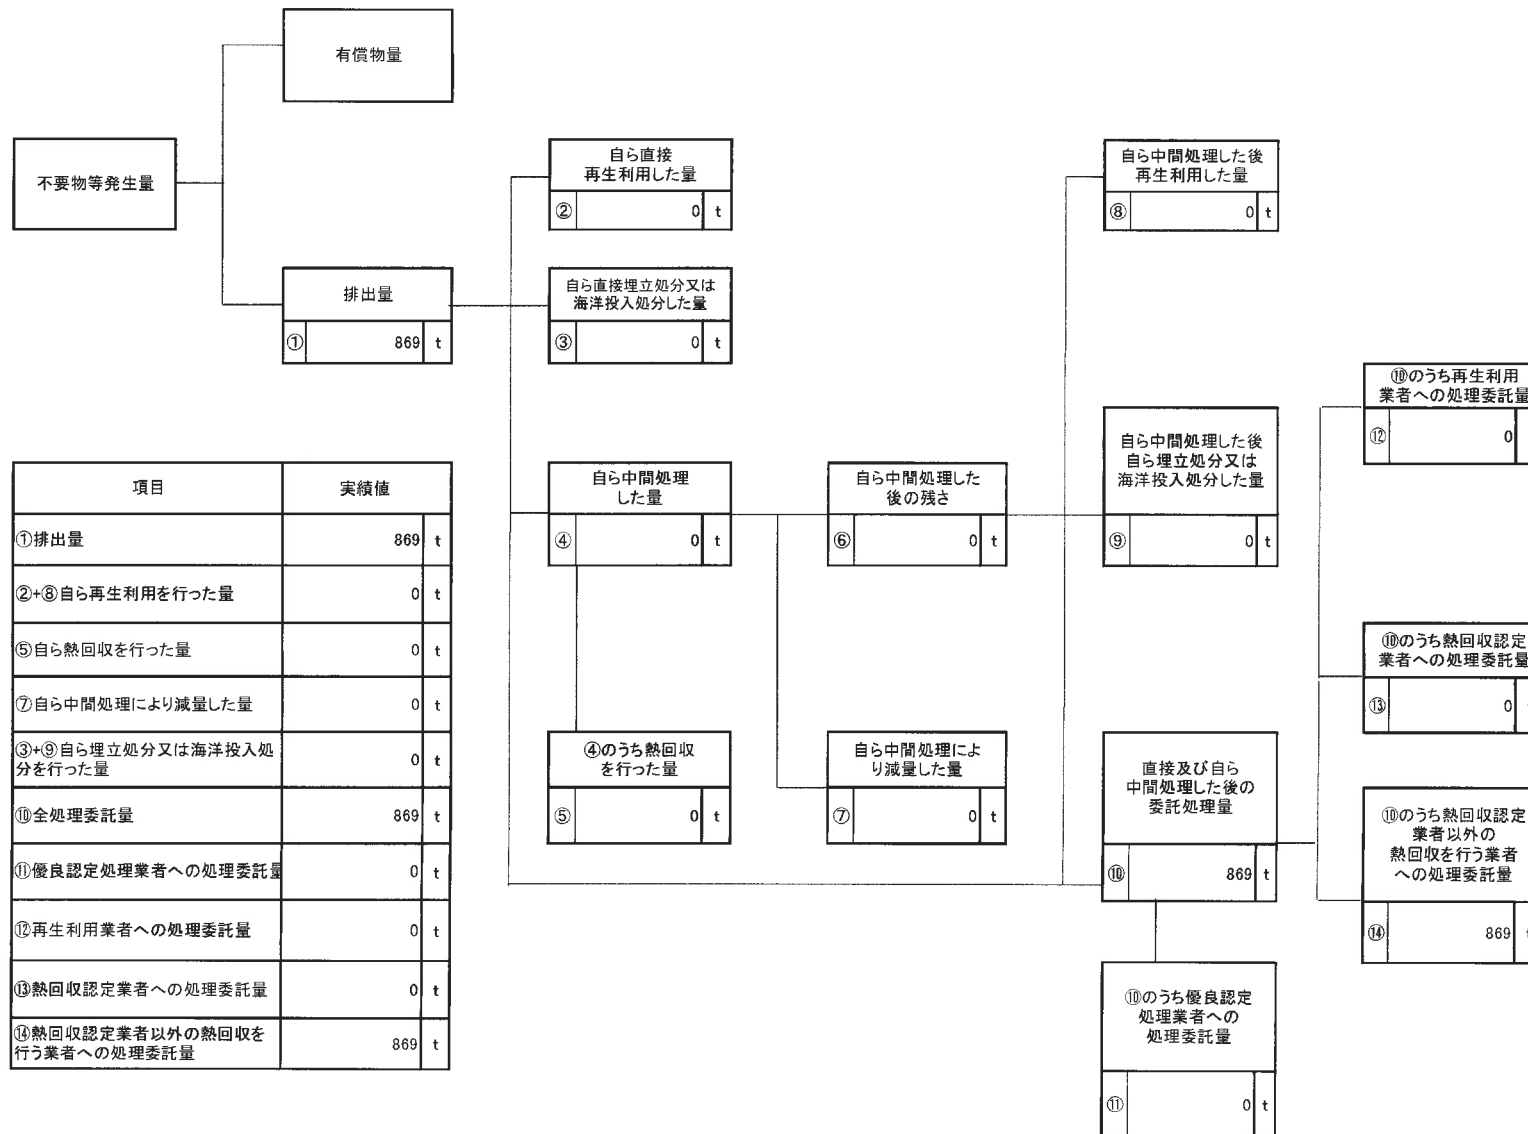 有償物量
不要物等発生量
排出量
① 869 t
自ら直接
再生利用した量
② 0 t
自ら直接埋立処分又は
海洋投入処分した量
③ 0 t
自ら中間処理
した量
④ 0 t
④のうち熱回収
を行った量
⑤ 0 t
自ら中間処理した
後の残さ
⑥ 0 t
自ら中間処理によ
り減量した量
⑦ 0 t
自ら中間処理した後
再生利用した量
⑧ 0 t
自ら中間処理した後
自ら埋立処分又は
海洋投入処分した量
⑨ 0 t
直接及び自ら
中間処理した後の
委託処理量
⑩ 869 t
⑩のうち優良認定
処理業者への
処理委託量
⑪ 0 t
⑩のうち再生利用
業者への処理委託量
⑫ 0
⑩のうち熱回収認定
業者への処理委託量
⑬ 0
⑩のうち熱回収認定
業者以外の
熱回収を行う業者
への処理委託量
⑭ 869
項目 実績値
①排出量 869 t
②+⑧自ら再生利用を行った量 0 t
⑤自ら熱回収を行った量 0 t
⑦自ら中間処理により減量した量 0 t
③+⑨自ら埋立処分又は海洋投入処
分を行った量 0 t
⑩全処理委託量 869 t
⑪優良認定処理業者への処理委託量 0 t
⑫再生利用業者への処理委託量 0 t
⑬熱回収認定業者への処理委託量 0 t
⑭熱回収認定業者以外の熱回収を
行う業者への処理委託量 869 t